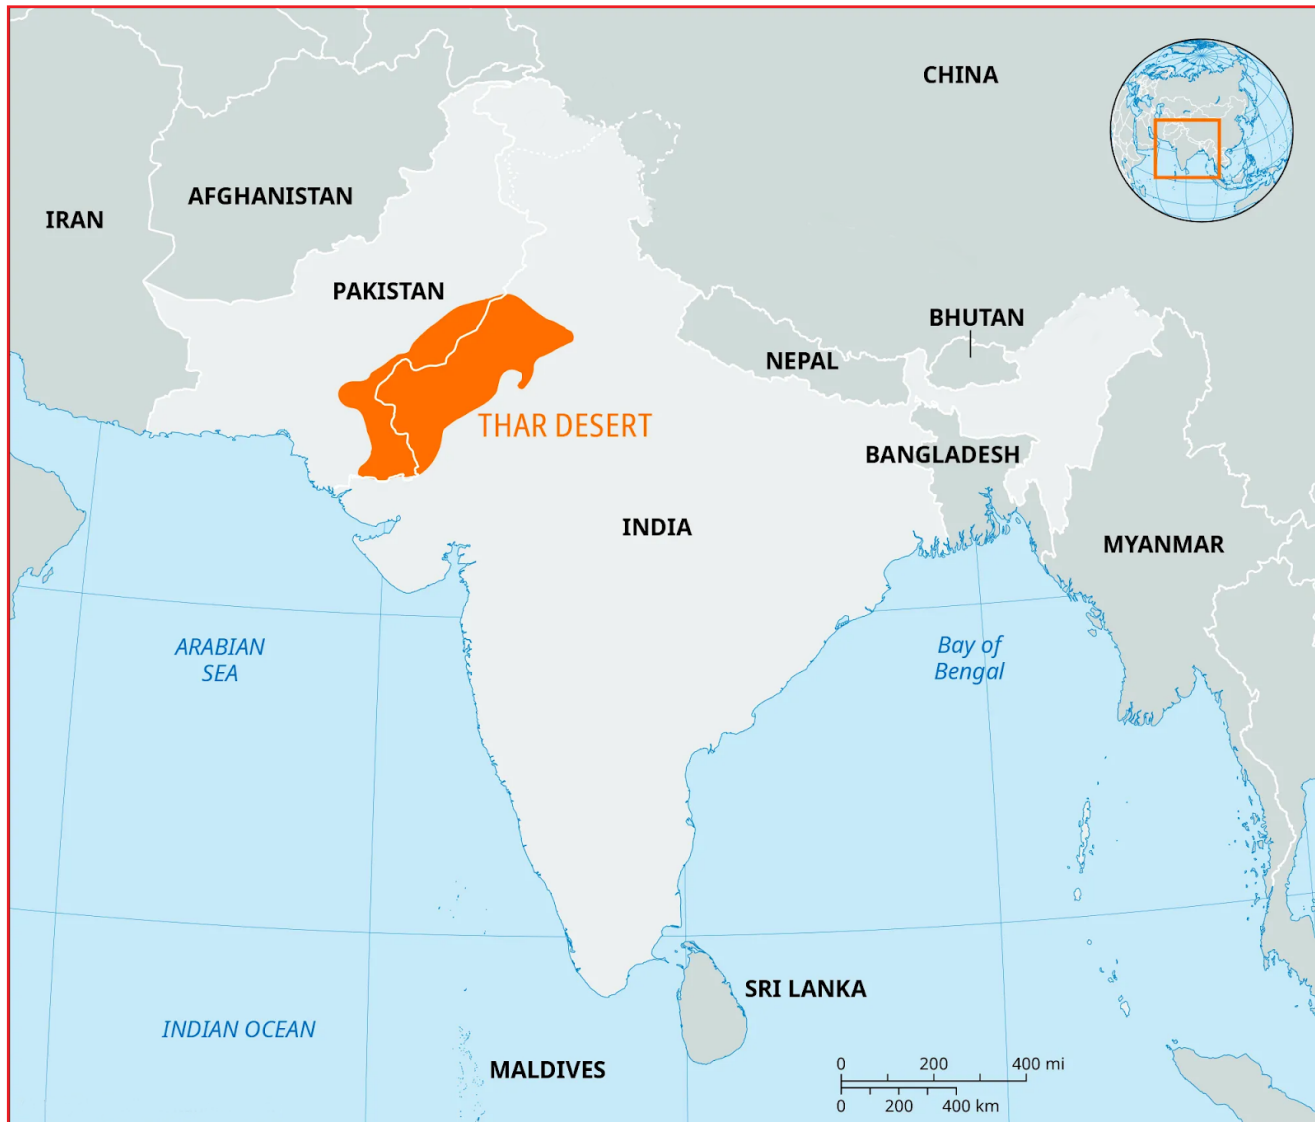 CHINA
AFGHANISTAN
IRAN
PAKISTAN
BHUTAN
NEPAL
THAR DESERT
BANGLADESH
INDIA
MYANMAR
ARABIAN
SEA
Bay of
Bengal
SRI LANKA
INDIAN OCEAN
MALDIVES
0 200 400 mi
0 200 400 km